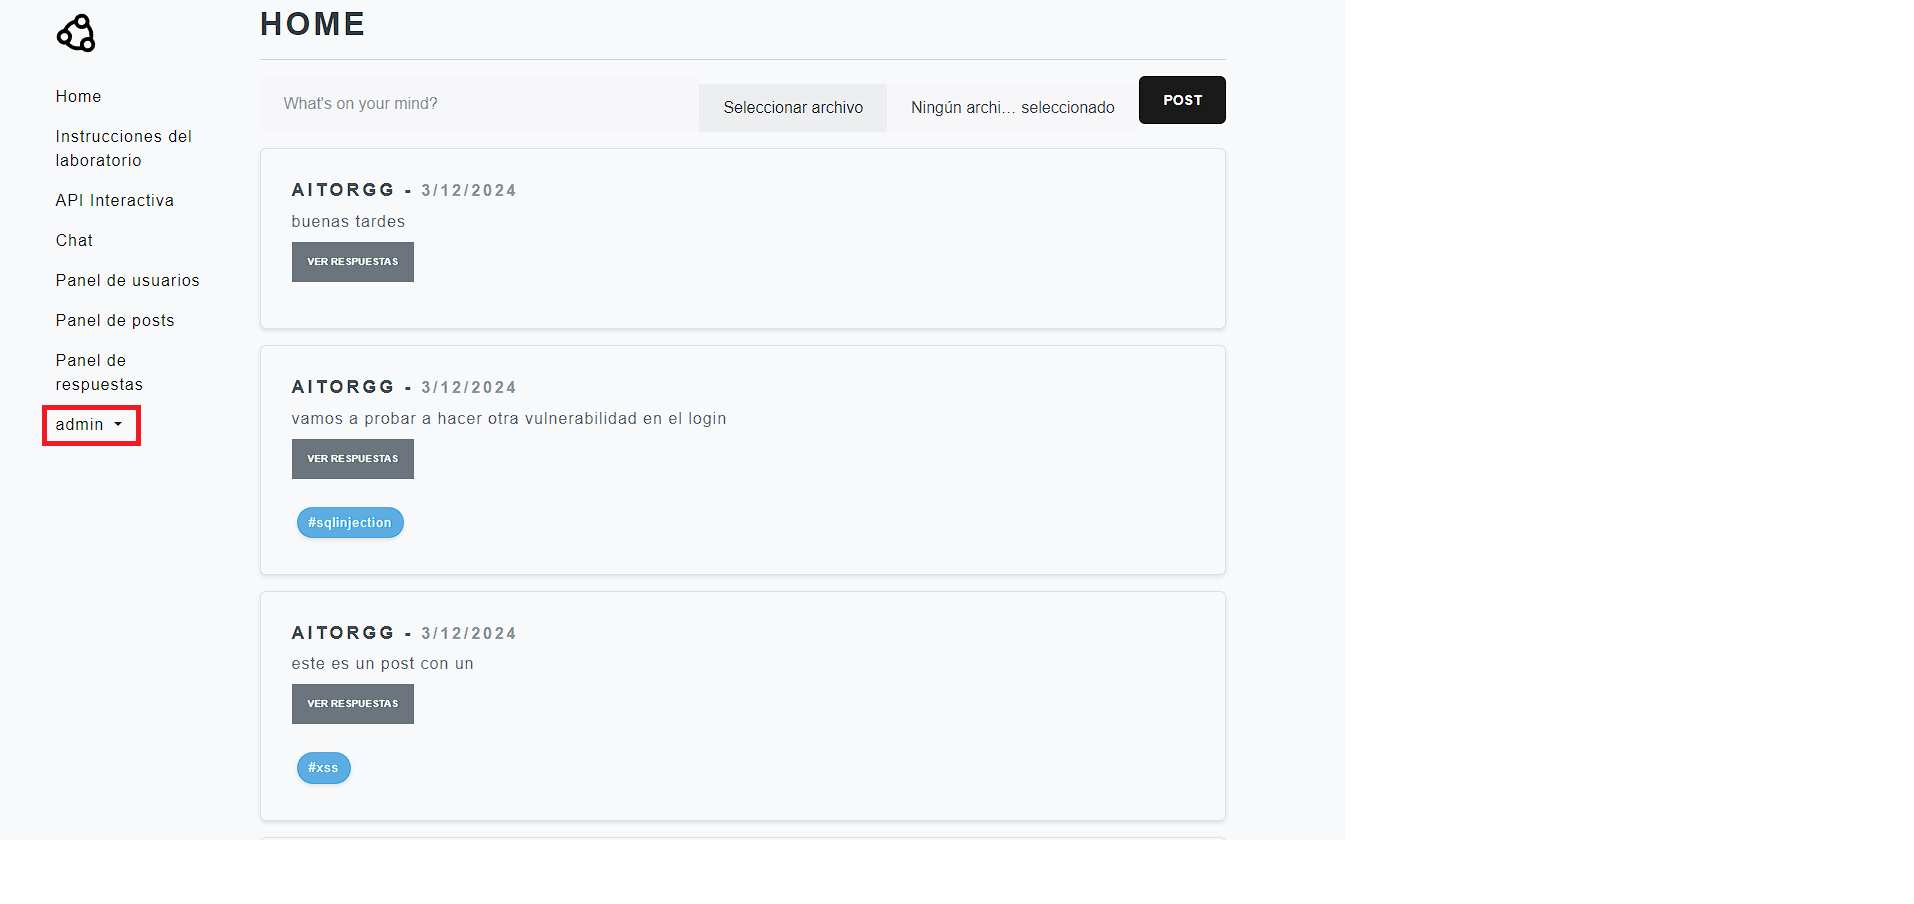 HOME
Home
Instrucciones del
laboratorio
API Interactiva
Chat
Panel de usuarios
Panel de posts
Panel de
respuestas
admin
What's on your mind?
Seleccionar archivo
Ningún archi... seleccionado
POST
AITORGG - 3/12/2024
buenas tardes
VER RESPUESTAS
AITORGG - 3/12/2024
vamos a probar a hacer otra vulnerabilidad en el login
VER RESPUESTAS
#sqlinjection
AITORGG - 3/12/2024
este es un post con un
VER RESPUESTAS
#xss